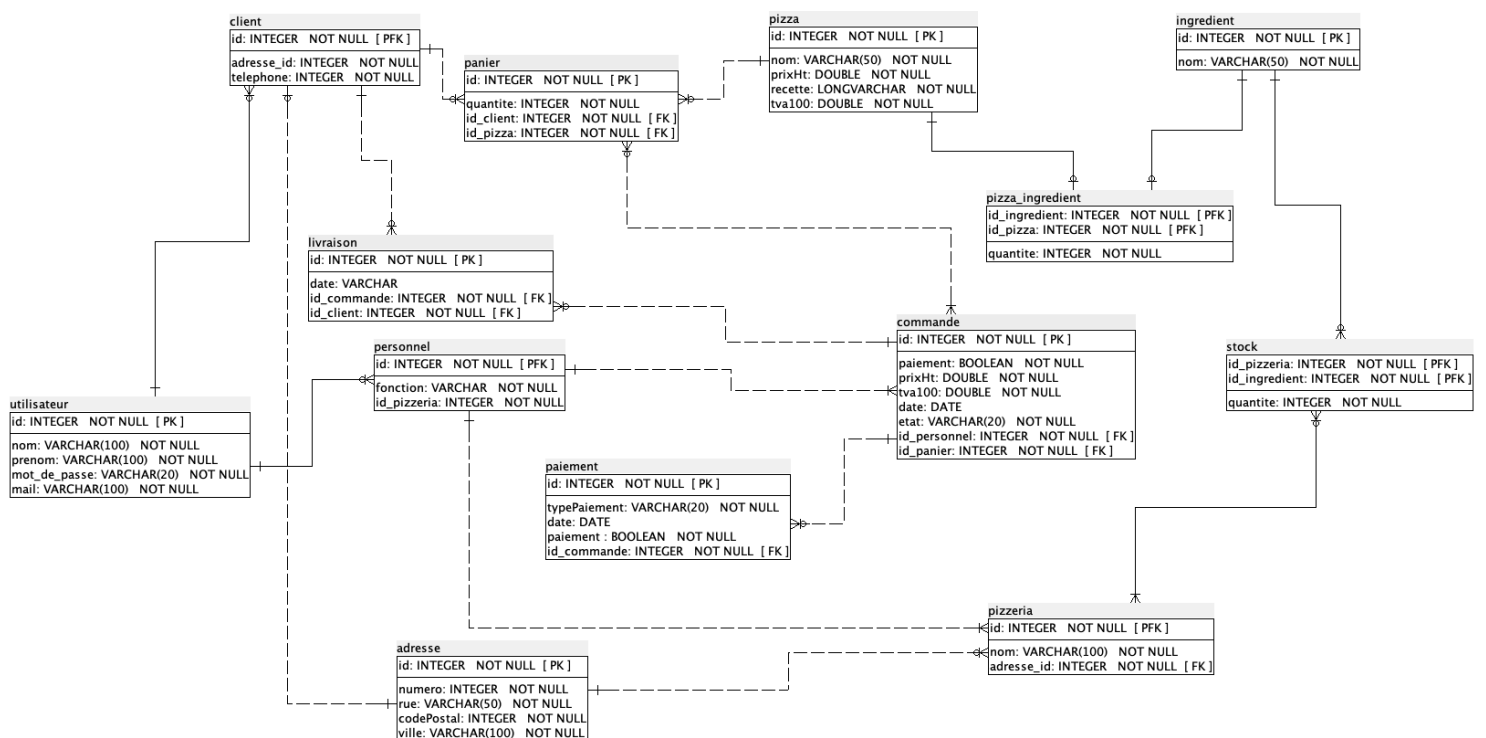 client
id: INTEGER NOT NULL [ PFK ]
adresse_id: INTEGER NOT NULL
telephone: INTEGER NOT NULL
panier
id: INTEGER NOT NULL [ PK ]
quantite: INTEGER NOT NULL
id_client: INTEGER NOT NULL [ FK ]
id_pizza: INTEGER NOT NULL [ FK ]
pizza
id: INTEGER NOT NULL [ PK ]
nom: VARCHAR(50) NOT NULL
prixHt: DOUBLE NOT NULL
recette: LONGVARCHAR NOT NULL
tva100: DOUBLE NOT NULL
ingredient
id: INTEGER NOT NULL [ PK ]
nom: VARCHAR(50) NOT NULL
pizza_ingredient
id_ingredient: INTEGER NOT NULL [ PFK ]
id_pizza: INTEGER NOT NULL [ PFK ]
quantite: INTEGER NOT NULL
livraison
id: INTEGER NOT NULL [ PK ]
date: VARCHAR
id_commande: INTEGER NOT NULL [ FK ]
id_client: INTEGER NOT NULL [ FK ]
commande
id: INTEGER NOT NULL [ PK ]
paiement: BOOLEAN NOT NULL
prixHt: DOUBLE NOT NULL
tva100: DOUBLE NOT NULL
date: DATE
etat: VARCHAR(20) NOT NULL
id_personnel: INTEGER NOT NULL [ FK ]
id_panier: INTEGER NOT NULL [ FK ]
personnel
id: INTEGER NOT NULL [ PFK ]
fonction: VARCHAR NOT NULL
id_pizzeria: INTEGER NOT NULL
stock
id_pizzeria: INTEGER NOT NULL [ PFK ]
id_ingredient: INTEGER NOT NULL [ PFK ]
quantite: INTEGER NOT NULL
utilisateur
id: INTEGER NOT NULL [ PK ]
nom: VARCHAR(100) NOT NULL
prenom: VARCHAR(100) NOT NULL
mot_de_passe: VARCHAR(20) NOT NULL
mail: VARCHAR(100) NOT NULL
paiement
id: INTEGER NOT NULL [ PK ]
typePaiement: VARCHAR(20) NOT NULL
date: DATE
paiement : BOOLEAN NOT NULL
id_commande: INTEGER NOT NULL [ FK ]
pizzeria
id: INTEGER NOT NULL [ PFK ]
nom: VARCHAR(100) NOT NULL
adresse_id: INTEGER NOT NULL [ FK ]
adresse
id: INTEGER NOT NULL [ PK ]
numero: INTEGER NOT NULL
rue: VARCHAR(50) NOT NULL
codePostal: INTEGER NOT NULL
ville: VARCHAR(100) NOT NULL